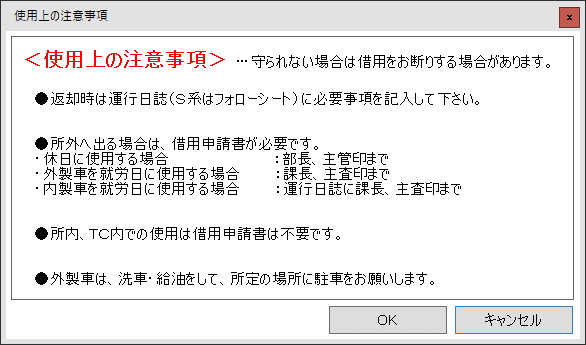 使用上の注意事項
x
＜使用上の注意事項＞ … 守られない場合は借用をお断りする場合があります。
●返却時は運行日誌（Ｓ系はフォローシート）に必要事項を記入して下さい。
●所外へ出る場合は、借用申請書が必要です。
・休日に使用する場合　　　　　　　：部長、主管印まで
・外製車を就労日に使用する場合　　：課長、主査印まで
・内製車を就労日に使用する場合　　：運行日誌に課長、主査印まで
●所内、ＴＣ内での使用は借用申請書は不要です。
●外製車は、洗車・給油をして、所定の場所に駐車をお願いします。
OK　キャンセル